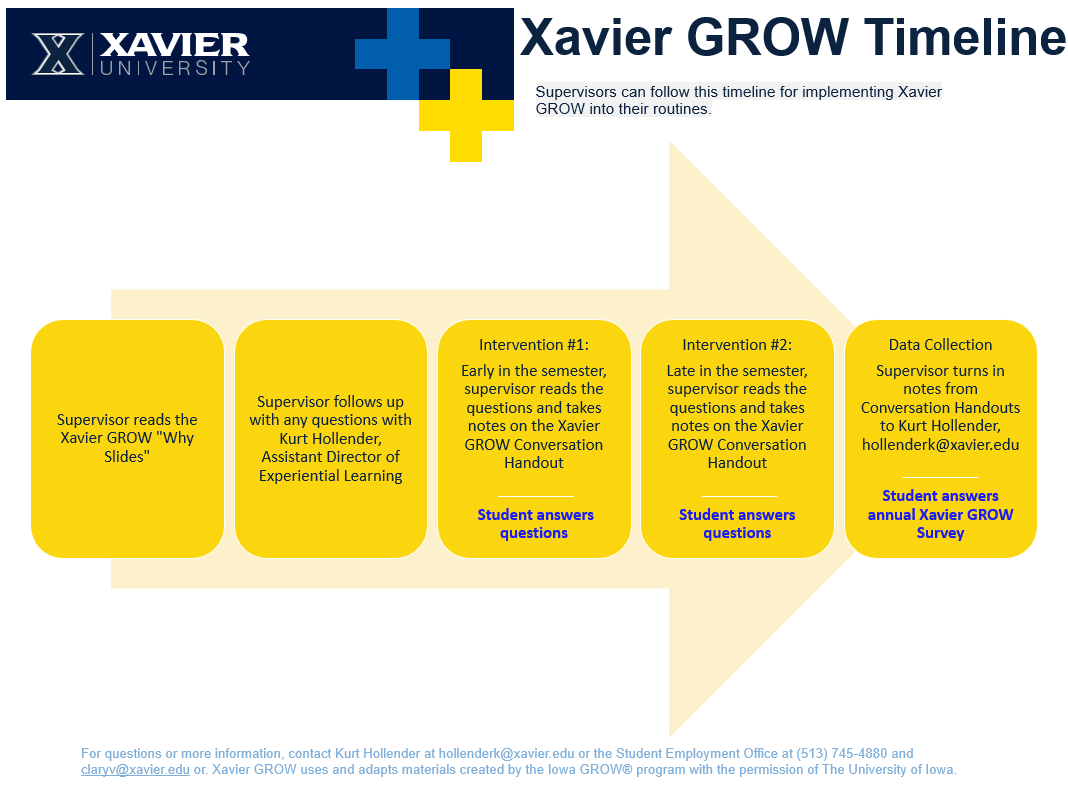 XAVIER
UNIVERSITY
Xavier GROW Timeline
Supervisors can follow this timeline for implementing Xavier
GROW into their routines.
Supervisor reads the
Xavier GROW "Why
Slides"
Supervisor follows up
with any questions with
Kurt Hollender,
Assistant Director of
Experiential Learning
Intervention #1:
Early in the semester,
supervisor reads the
questions and takes
notes on the Xavier
GROW Conversation
Handout
Student answers
questions
Intervention #2:
Late in the semester,
supervisor reads the
questions and takes
notes on the Xavier
GROW Conversation
Handout
Student answers
questions
Data Collection
Supervisor turns in
notes from
Conversation Handouts
to Kurt Hollender,
hollenderk@xavier.edu
Student answers
annual Xavier GROW
Survey
For questions or more information, contact Kurt Hollender at hollenderk@xavier.edu or the Student Employment Office at (513) 745-4880 and
claryv@xavier.edu or. Xavier GROW uses and adapts materials created by the Iowa GROW® program with the permission of The University of Iowa.